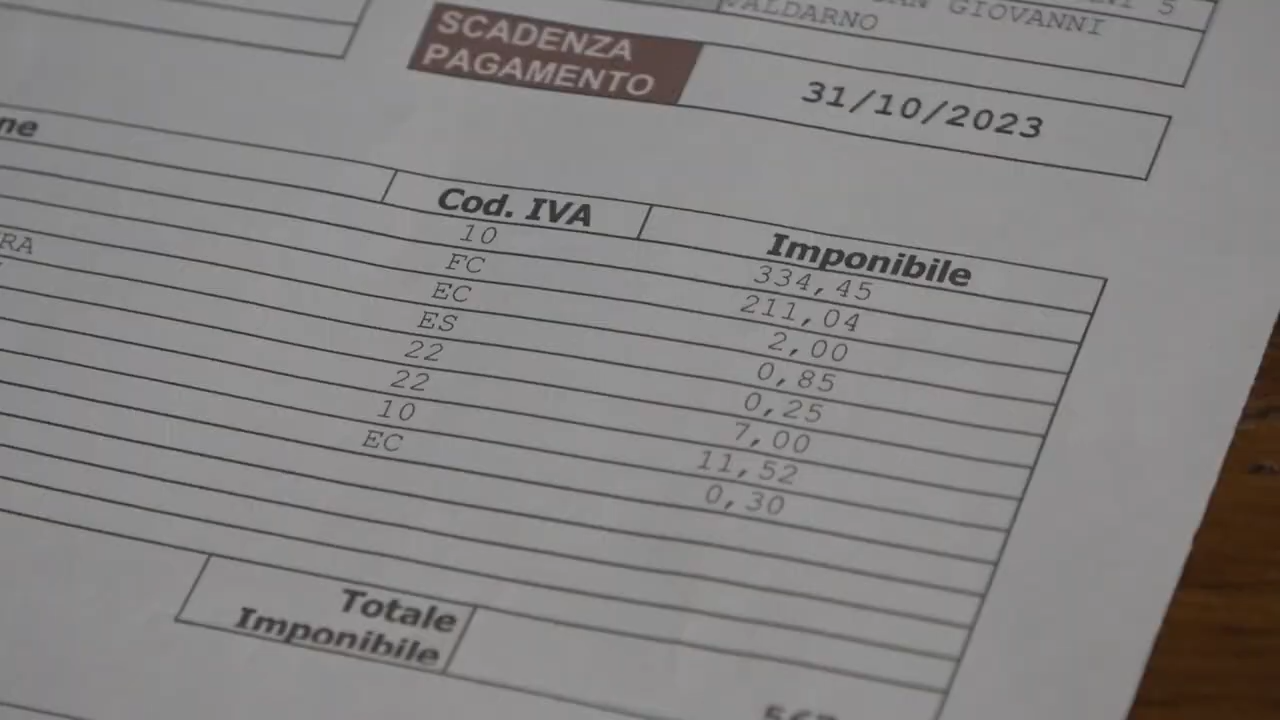 GIOVANNI
VALDARNO
SCADENZA
PAGAMENTO
31/10/2023
Cod. IVA Imponibile
10 334,45
FC 211,04
EC 2,00
ES 0,85
22 0,25
22 7,00
10 11,52
EC 0,30
Totale
Imponibile